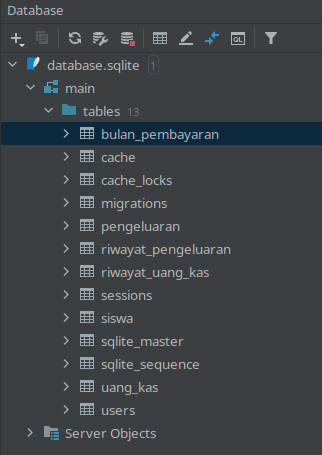 Database
QL
database.sqlite 1
main
tables 13
bulan_pembayaran
cache
cache_locks
migrations
pengeluaran
riwayat_pengeluaran
riwayat_uang_kas
sessions
siswa
sqlite_master
sqlite_sequence
uang_kas
users
Server Objects